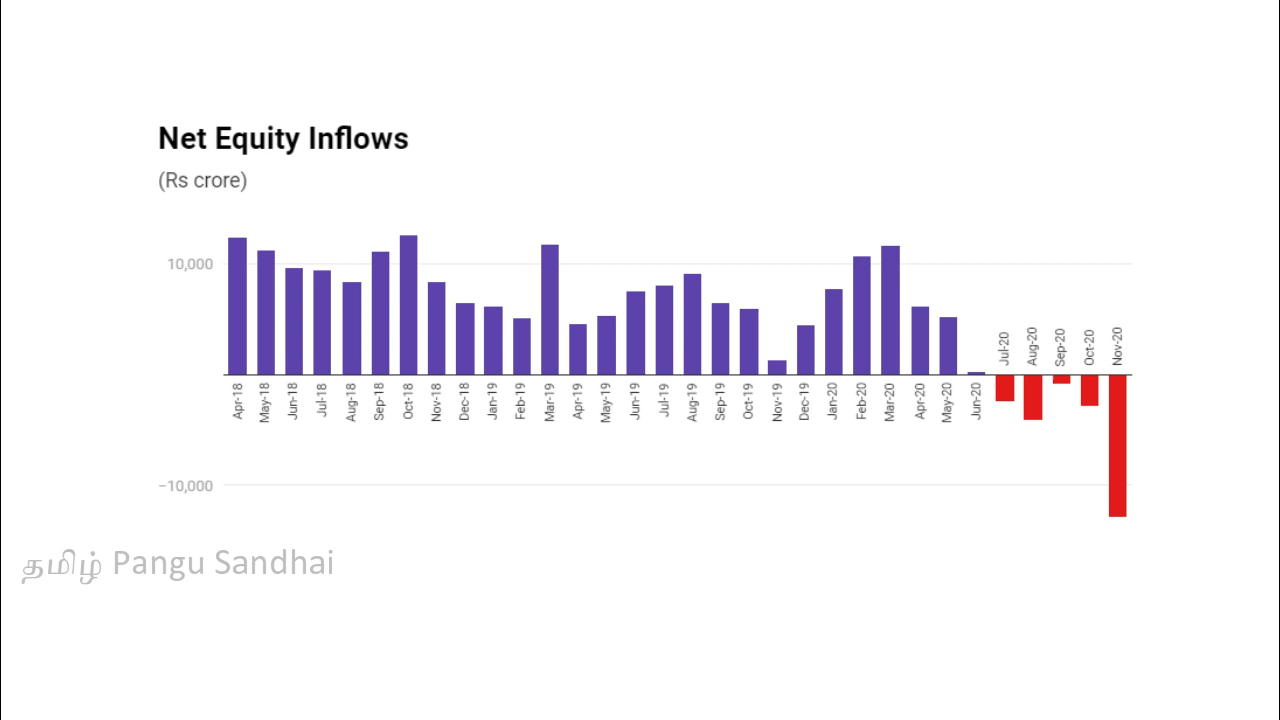 Net Equity Inflows
(Rs crore)
10,000
Jul-20 Aug-20 Sep-20 Oct-20 Nov-20
Apr-18 May-18 Jun-18 Jul-18 Aug-18 Sep-18 Oct-18 Nov-18 Dec-18 Jan-19 Feb-19 Mar-19 Apr-19 May-19 Jun-19 Jul-19 Aug-19 Sep-19 Oct-19 Nov-19 Dec-19 Jan-20 Feb-20 Mar-20 Apr-20 May-20 Jun-20
−10,000
தமிழ் Pangu Sandhai